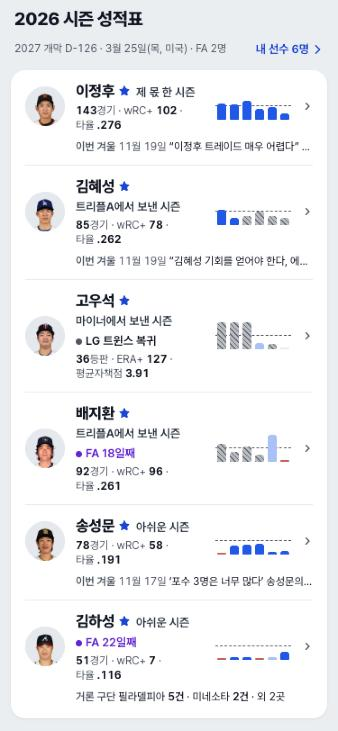 2026 시즌 성적표
2027 개막 D-126 · 3월 25일(목, 미국) · FA 2명
내 선수 6명
이정후 ★ 제 몫 한 시즌
143경기 · wRC+ 102 ·
타율 .276
이번 겨울 11월 19일 “이정후 트레이드 매우 어렵다” ...
김혜성 ★
트리플A에서 보낸 시즌
85경기 · wRC+ 78 ·
타율 .262
이번 겨울 11월 19일 “김혜성 기회를 얻어야 한다, 에...
고우석 ★
마이너에서 보낸 시즌
● LG 트윈스 복귀
36등판 · ERA+ 127 ·
평균자책점 3.91
배지환 ★
트리플A에서 보낸 시즌
● FA 18일째
92경기 · wRC+ 96 ·
타율 .261
송성문 ★ 아쉬운 시즌
78경기 · wRC+ 58 ·
타율 .191
이번 겨울 11월 17일 ‘포수 3명은 너무 많다’ 송성문의...
김하성 ★ 아쉬운 시즌
● FA 22일째
51경기 · wRC+ 7 ·
타율 .116
거론 구단 필라델피아 5건 · 미네소타 2건 · 외 2곳